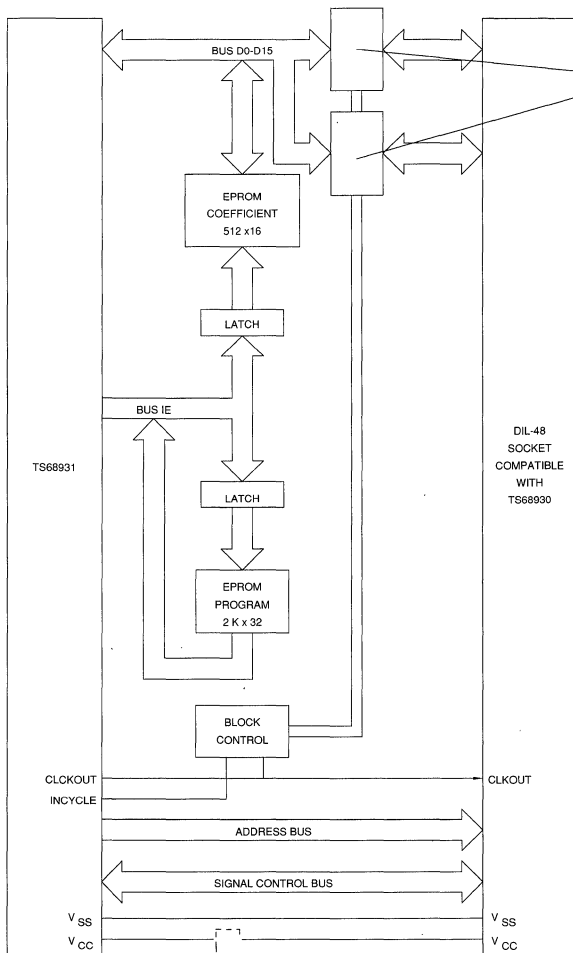 BUS D0-D15
EPROM
COEFFICIENT
512 x16
LATCH
BUS IE
TS68931
DIL-48
SOCKET
COMPATIBLE
WITH
TS68930
LATCH
EPROM
PROGRAM
2 K x 32
BLOCK
CONTROL
CLCKOUT
CLKOUT
INCYCLE
ADDRESS BUS
SIGNAL CONTROL BUS
V SS
V SS
V CC
V CC